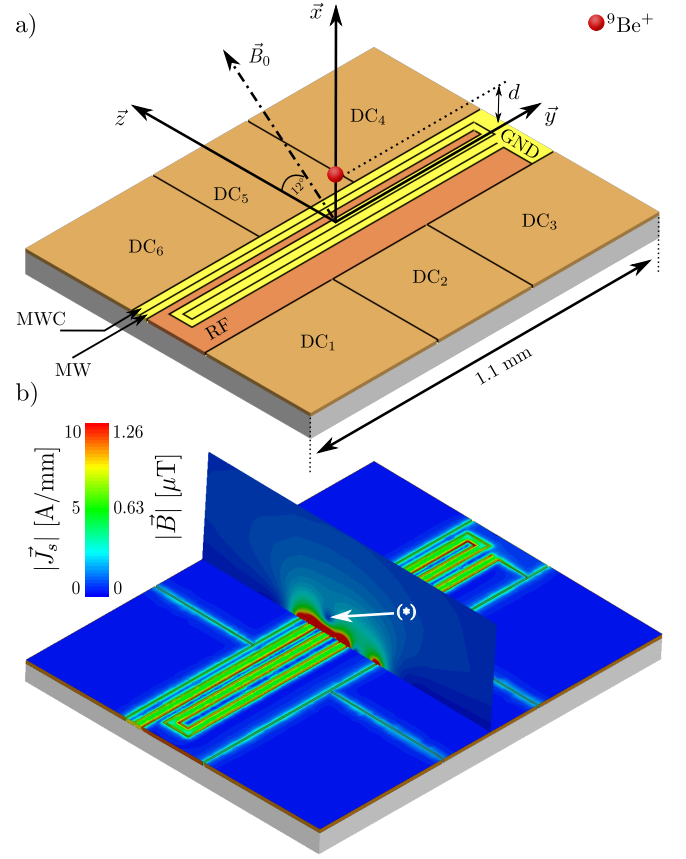 a)
x⃗
⁹Be⁺
B⃗₀
d
z⃗
DC₄
y⃗
GND
12°
DC₅
DC₃
DC₆
DC₂
MWC
RF
DC₁
MW
1.1 mm
b)
10
1.26
|J⃗ₛ| [A/mm]
5
0.63
|B⃗| [μT]
0
0
(*)